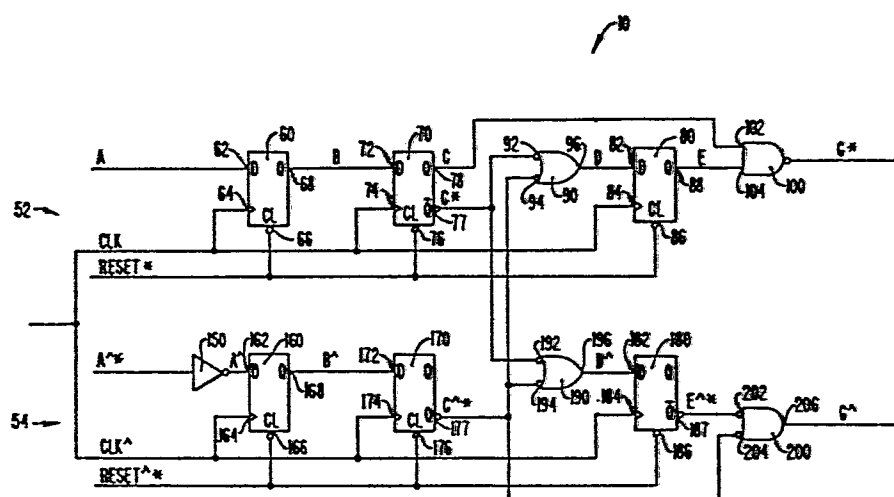 10
60
70
80
62
A
B
72
C
92
96
D
82
E
102
G*
D Q
68
D Q
78
C*
D Q
88
64
74
77
94
90
84
104
100
52
CL
66
CL
76
CL
86
CLK
RESET*
150
162
160
170
192
196
182
180
A^*
A^
D Q
B^
172
D Q
D^
D Q
168
174
C^*
194
190
184
E^*
202
206
G^
54
164
Q
177
Q
187
204
200
CLK^
CL
166
CL
176
186
RESET^*